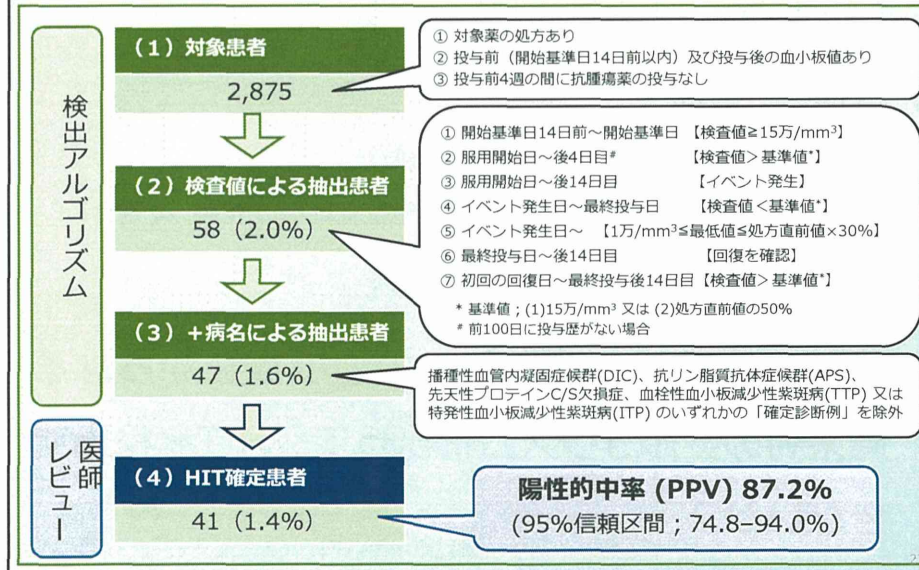 検出アルゴリズム
(1) 対象患者
2,875
① 対象薬の処方あり
② 投与前（開始基準日14日前以内）及び投与後の血小板値あり
③ 投与前4週の間に抗腫瘍薬の投与なし
(2) 検査値による抽出患者
58（2.0%）
① 開始基準日14日前～開始基準日 【検査値≧15万/mm³】
② 服用開始日～後4日目# 【検査値＞基準値*】
③ 服用開始日～後14日目 【イベント発生】
④ イベント発生日～最終投与日 【検査値＜基準値*】
⑤ イベント発生日～ 【1万/mm³≦最低値≦処方直前値×30%】
⑥ 最終投与日～後14日目 【回復を確認】
⑦ 初回の回復日～最終投与後14日目【検査値＞基準値*】
* 基準値；(1)15万/mm³ 又は (2)処方直前値の50%
# 前100日に投与歴がない場合
(3) ＋病名による抽出患者
47（1.6%）
播種性血管内凝固症候群(DIC)、抗リン脂質抗体症候群(APS)、
先天性プロテインC/S欠損症、血栓性血小板減少性紫斑病(TTP) 又は
特発性血小板減少性紫斑病(ITP) のいずれかの「確定診断例」を除外
医師
レビュー
(4) HIT確定患者
41（1.4%）
陽性的中率 (PPV) 87.2%
(95%信頼区間；74.8–94.0%)